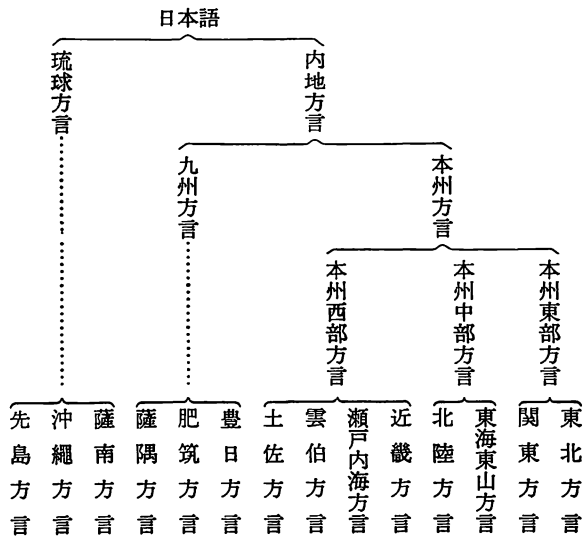 日本語
内地方言
琉球方言
本州方言
九州方言
本州東部方言
本州中部方言
本州西部方言
東北方言
関東方言
東海東山方言
北陸方言
近畿方言
瀬戸内海方言
雲伯方言
土佐方言
豊日方言
肥筑方言
薩隅方言
薩南方言
沖縄方言
先島方言